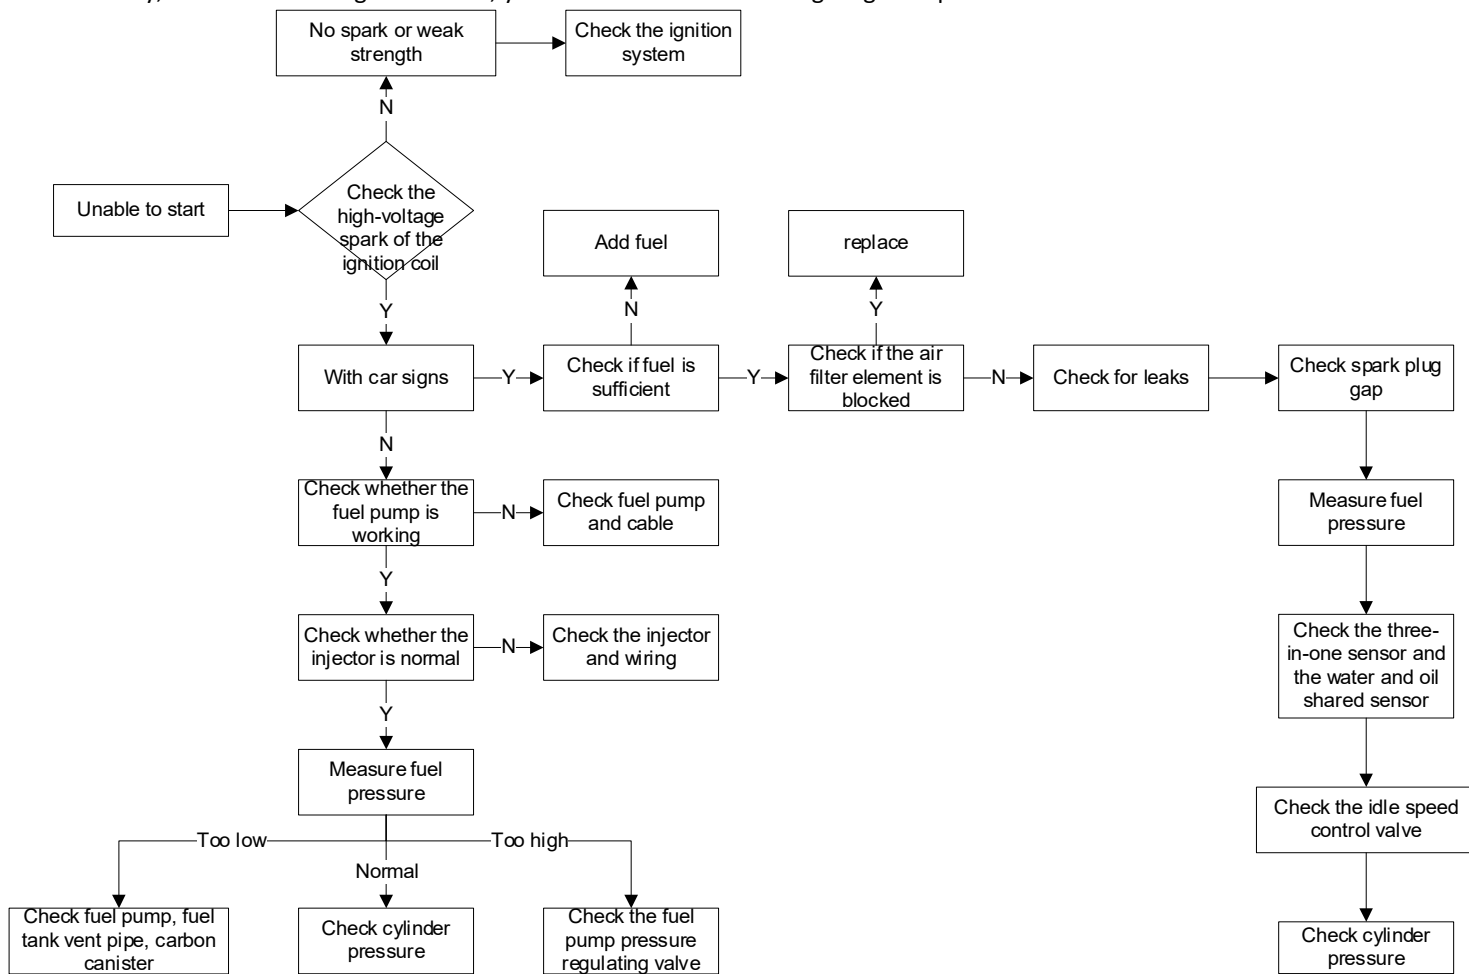 No spark or weak
strength
Check the ignition
system
N
Unable to start
Check the
high-voltage
spark of the
ignition coil
Add fuel
replace
Y
N
Y
With car signs
Y
Check if fuel is
sufficient
Y
Check if the air
filter element is
blocked
N
Check for leaks
Check spark plug
gap
N
Check whether the
fuel pump is
working
N
Check fuel pump
and cable
Measure fuel
pressure
Y
Check whether the
injector is normal
N
Check the injector
and wiring
Check the three-
in-one sensor and
the water and oil
shared sensor
Y
Measure fuel
pressure
Check the idle speed
control valve
Too low
Too high
Normal
Check fuel pump, fuel
tank vent pipe, carbon
canister
Check cylinder
pressure
Check the fuel
pump pressure
regulating valve
Check cylinder
pressure